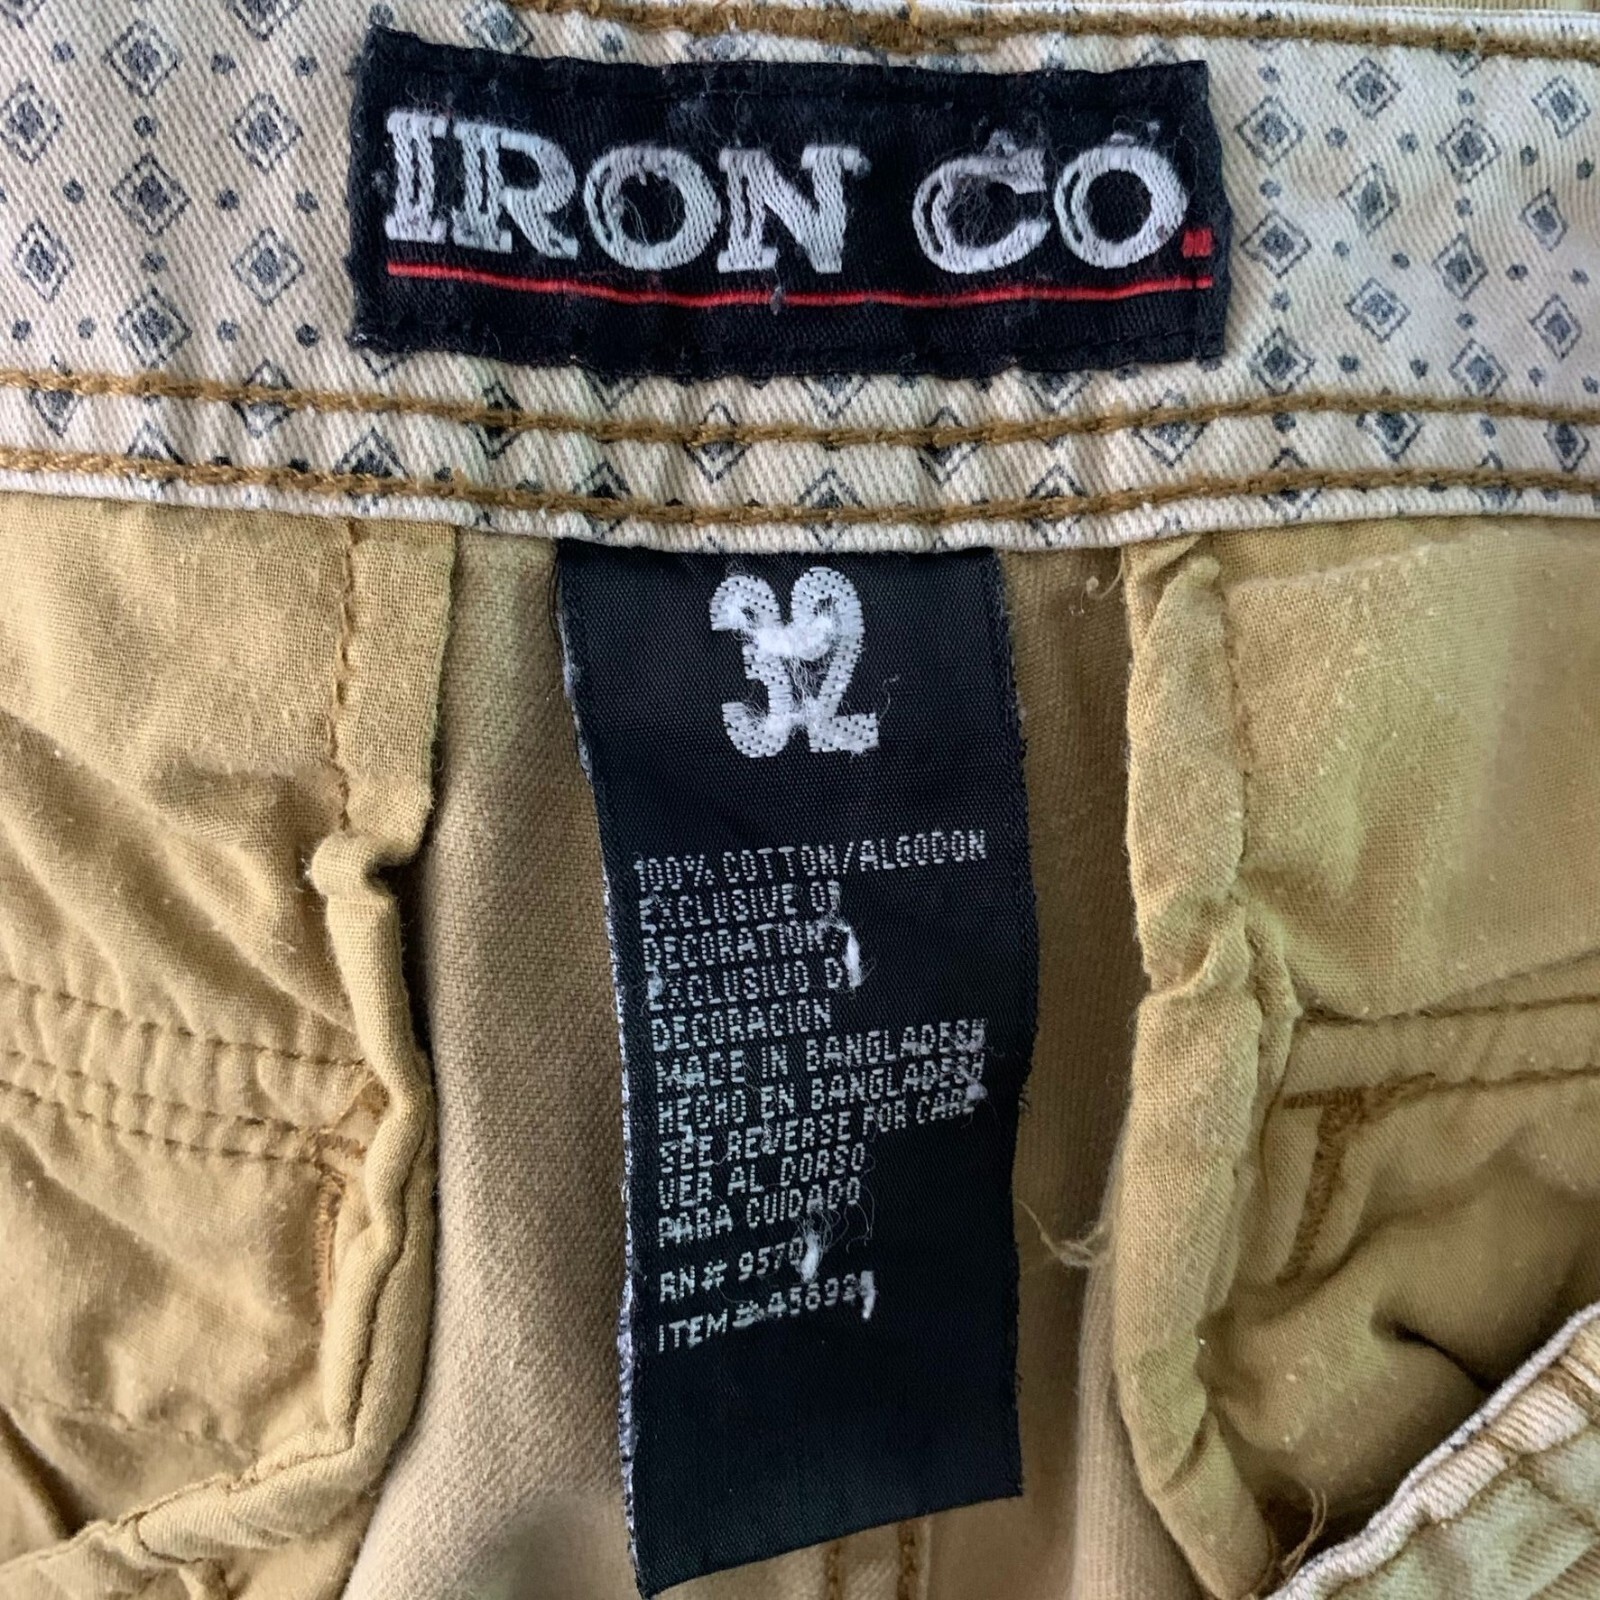 IRON CO.
32
100% COTTON/ALGODON
EXCLUSIVE OF
DECORATION
EXCLUSIVO DE
DECORACION
MADE IN BANGLADESH
HECHO EN BANGLADESH
SEE REVERSE FOR CARE
VER AL DORSO
PARA CUIDADO
RN# 9570
ITEM#